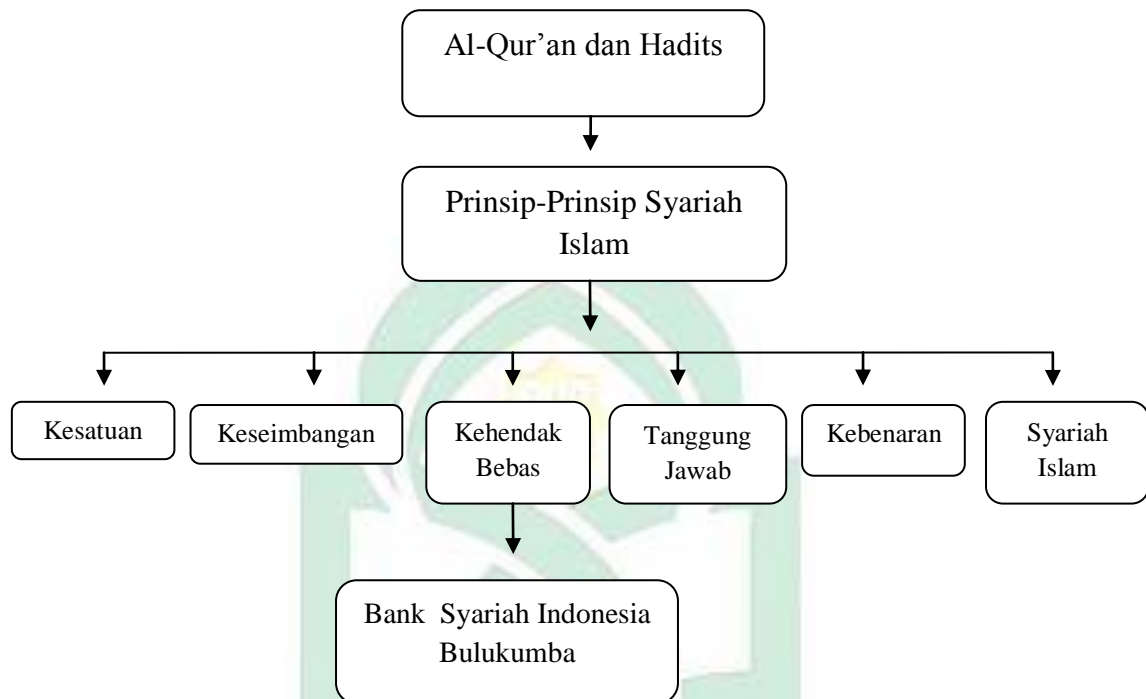 Al-Qur’an dan Hadits
Prinsip-Prinsip Syariah
Islam
Kesatuan
Keseimbangan
Kehendak
Bebas
Tanggung
Jawab
Kebenaran
Syariah
Islam
Bank Syariah Indonesia
Bulukumba